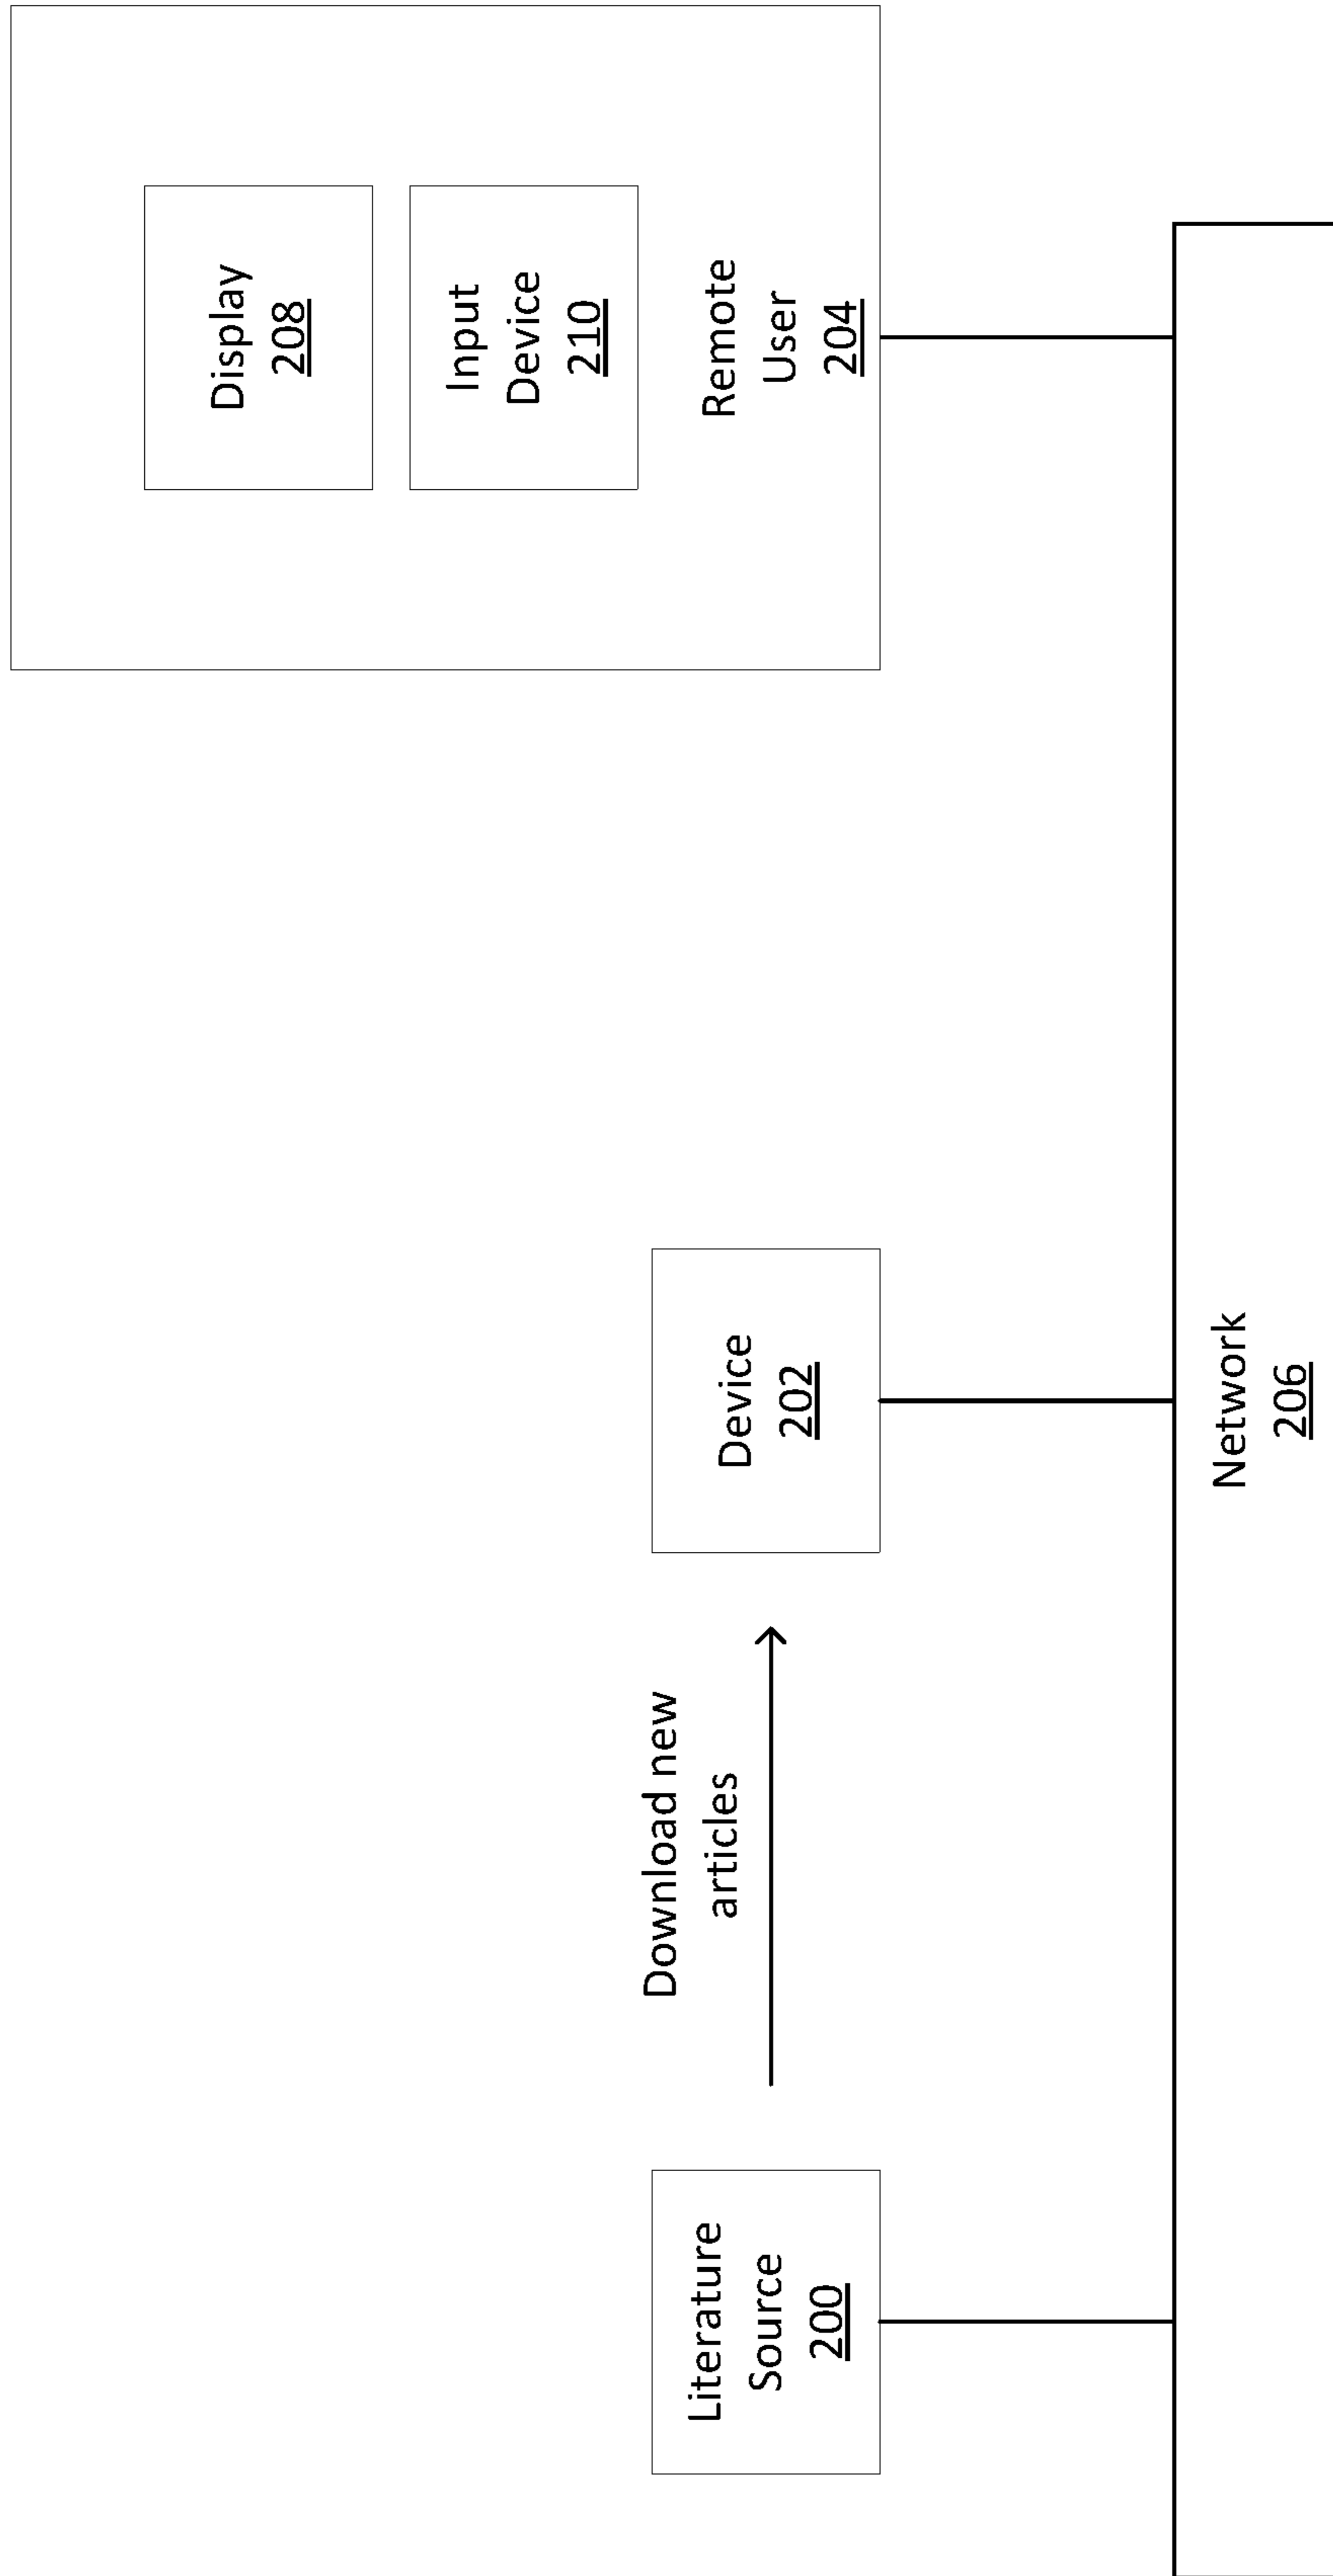 Literature
Source
200
Download new
articles
Device
202
Display
208
Input
Device
210
Remote
User
204
Network
206